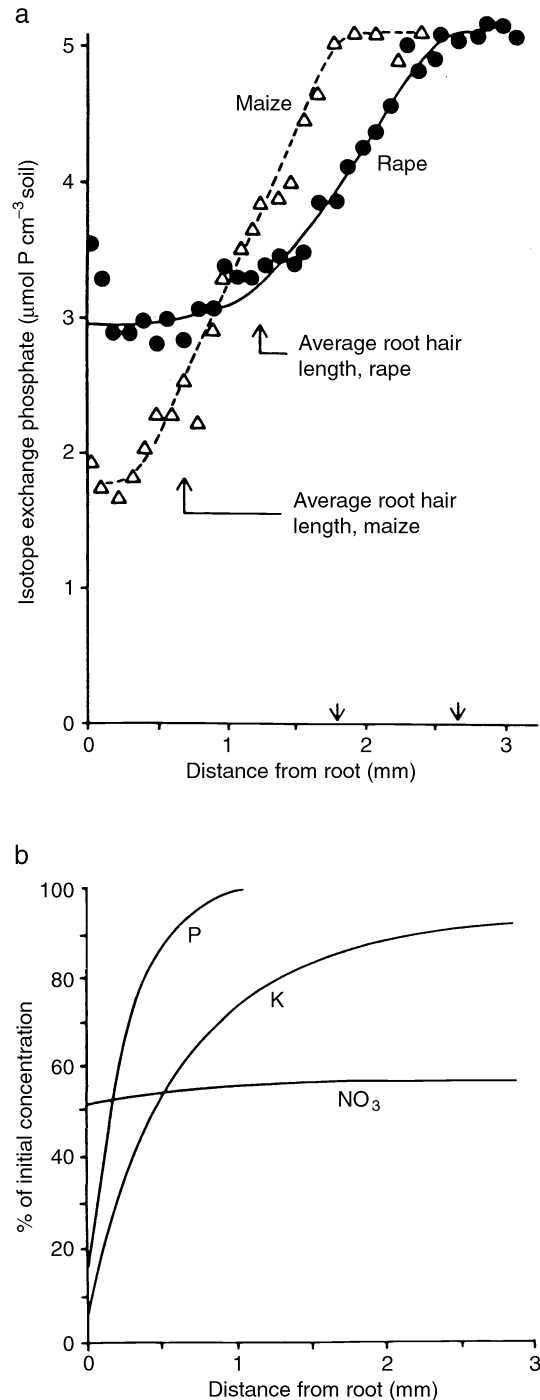 a
5
4
3
2
1
0
Isotope exchange phosphate (μmol P cm⁻³ soil)
Maize
Rape
Average root hair
length, rape
Average root hair
length, maize
0
1
2
3
Distance from root (mm)
b
100
80
60
40
20
0
% of initial concentration
P
K
NO₃
0
1
2
3
Distance from root (mm)